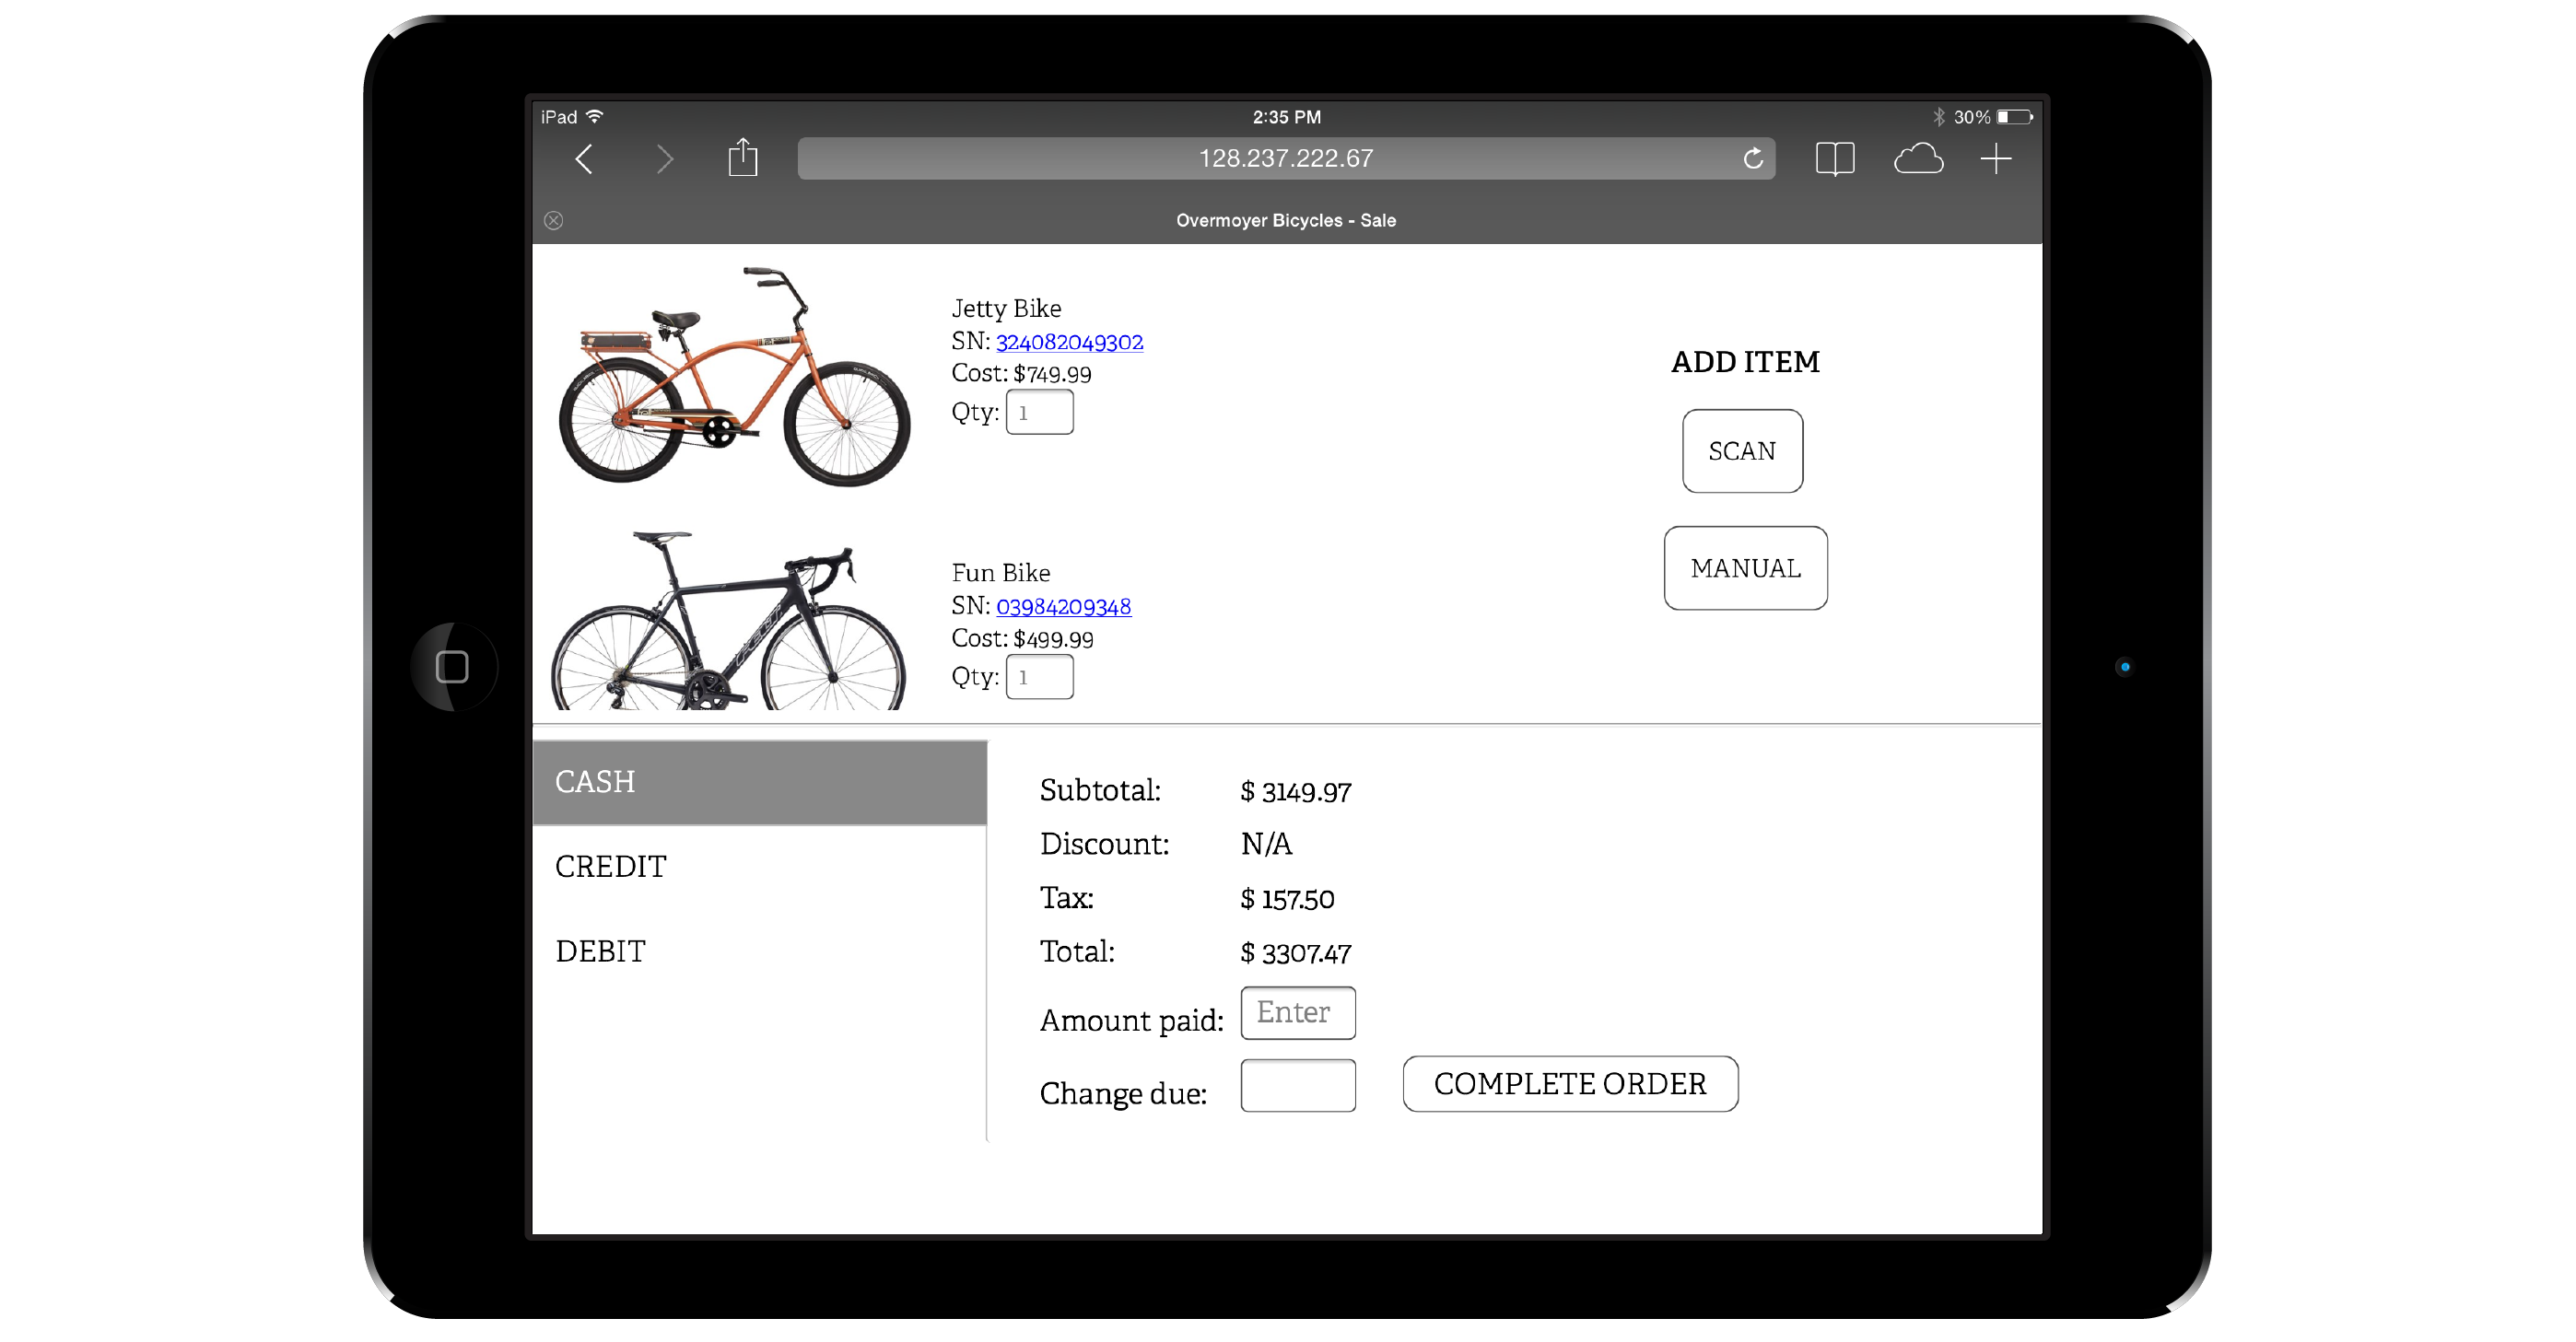 iPad
2:35 PM
30%
128.237.222.67
Overmoyer Bicycles - Sale
Jetty Bike
SN: 324082049302
Cost: $749.99
Qty: 1
ADD ITEM
SCAN
MANUAL
Fun Bike
SN: 03984209348
Cost: $499.99
Qty: 1
CASH
CREDIT
DEBIT
Subtotal: $ 3149.97
Discount: N/A
Tax: $ 157.50
Total: $ 3307.47
Amount paid: Enter
Change due:
COMPLETE ORDER